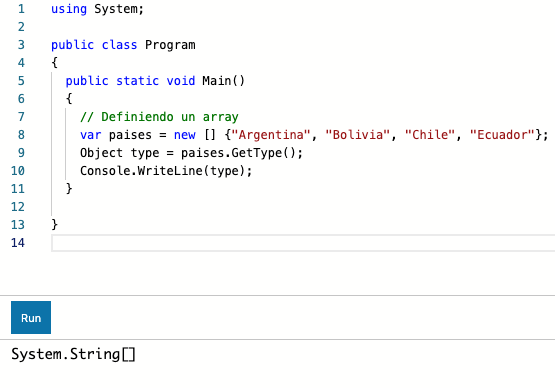 1 using System;
2
3 public class Program
4 {
5   public static void Main()
6   {
7     // Definiendo un array
8     var paises = new [] {"Argentina", "Bolivia", "Chile", "Ecuador"};
9     Object type = paises.GetType();
10     Console.WriteLine(type);
11   }
12
13 }
14
Run
System.String[]